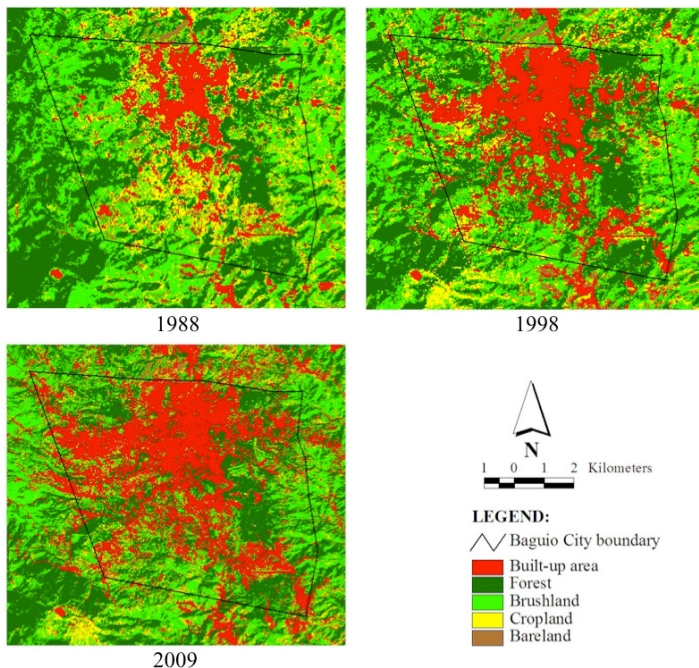 1988
1998
2009
N
1 0 1 2 Kilometers
LEGEND:
Baguio City boundary
Built-up area
Forest
Brushland
Cropland
Bareland